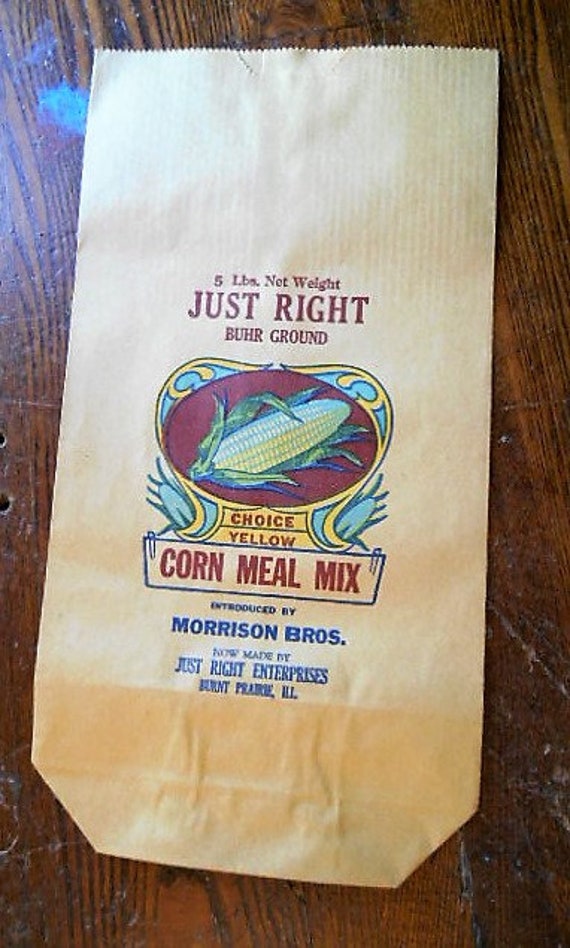 5 Lbs. Net Weight
JUST RIGHT
BUHR GROUND
CHOICE
YELLOW
CORN MEAL MIX
INTRODUCED BY
MORRISON BROS.
NOW MADE BY
JUST RIGHT ENTERPRISES
BURNT PRAIRIE, ILL.